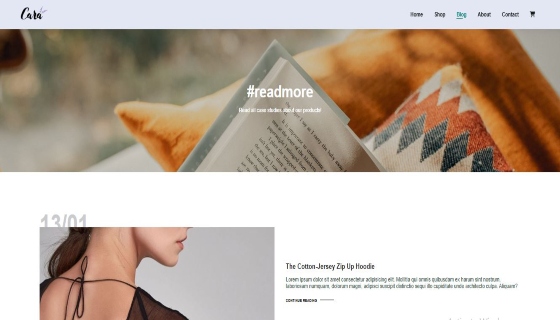 Cara
Home Shop Blog About Contact
#readmore
Read all case studies about our products!
13/01
The Cotton-Jersey Zip Up Hoodie
Lorem ipsum dolor sit amet consectetur adipisicing elit. Mollitia qui omnis quibusdam ex harum sint nostrum,
laboriosam numquam, dolorum magni, adipisci suscipit distinctio sequi illo cupiditate unde architecto culpa. Aliquam?
CONTINUE READING